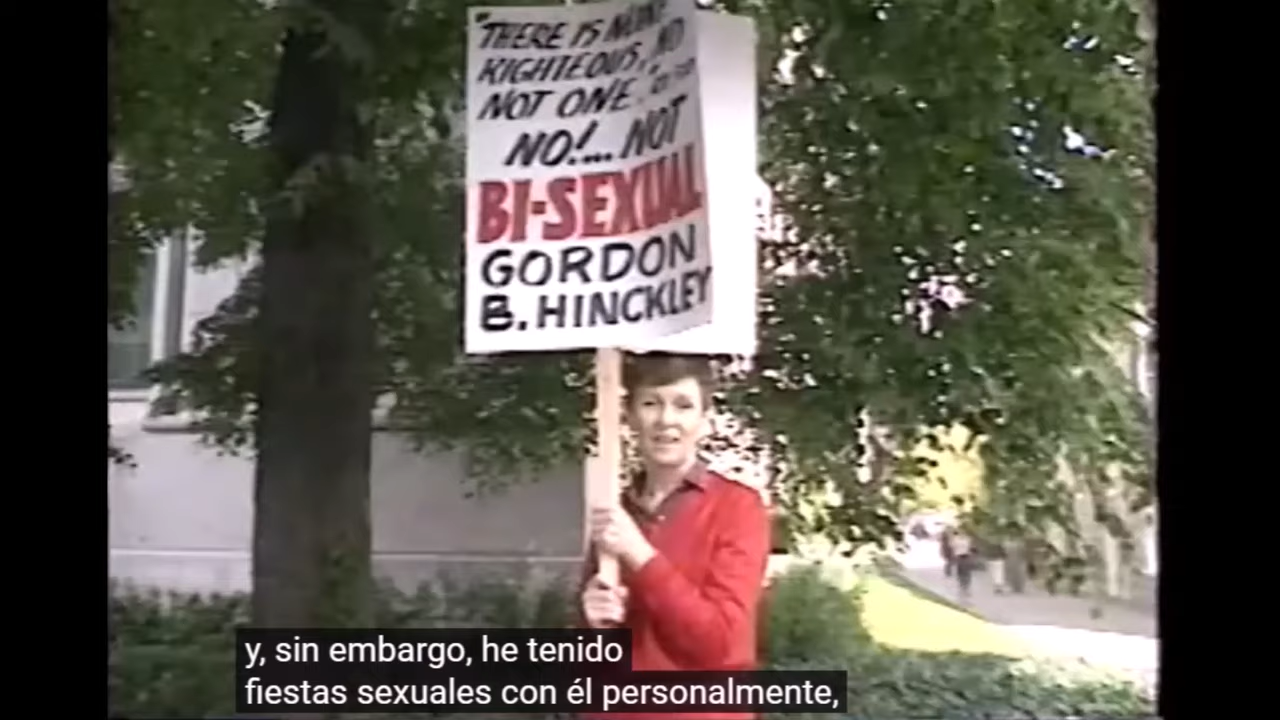 "THERE IS NONE
RIGHTEOUS, NO
NOT ONE."
NO!... NOT
BI-SEXUAL
GORDON
B. HINCKLEY
y, sin embargo, he tenido
fiestas sexuales con él personalmente,